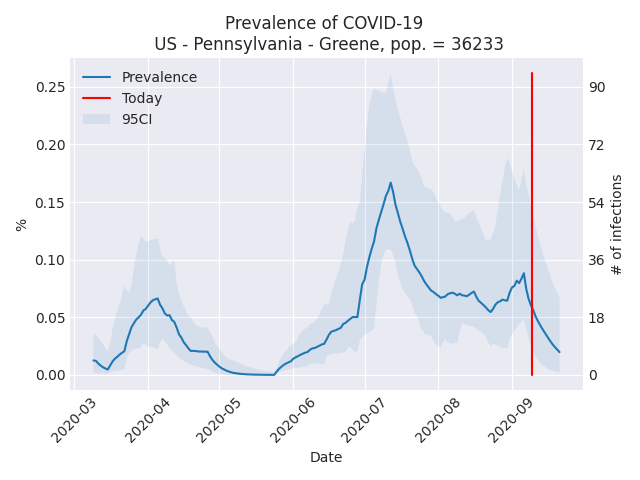 Prevalence of COVID-19
US - Pennsylvania - Greene, pop. = 36233
Prevalence
Today
95CI
0.25
0.20
0.15
0.10
0.05
0.00
%
90
72
54
36
18
0
# of infections
2020-03
2020-04
2020-05
2020-06
2020-07
2020-08
2020-09
Date